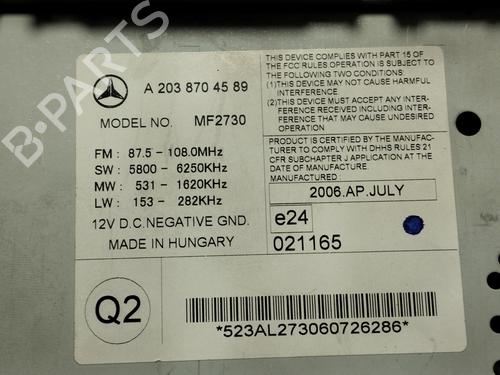 A 203 870 45 89
MODEL NO. MF2730
FM : 87.5 - 108.0MHz
SW : 5800 - 6250KHz
MW : 531 - 1620KHz
LW : 153 - 282KHz
12V D.C. NEGATIVE GND.
MADE IN HUNGARY
THIS DEVICE COMPLIES WITH PART 15 OF
THE FCC RULES OPERATION IS SUBJECT TO
THE FOLLOWING TWO CONDITIONS:
(1)THIS DEVICE MAY NOT CAUSE HARMFUL
INTERFERENCE
(2)THIS DEVICE MUST ACCEPT ANY INTERFER-
ENCE RECEIVED INCLUDING INTERFERENCE
THAT MAY CAUSE UNDESIRED OPERATION.
PRODUCT IS CERTIFIED BY THE MANUFAC-
TURER TO COMPLY WITH DHHS RULES 21
CFR SUBCHAPTER J APPLICATION AT THE
DATE OF MANUFACTURE.
MANUFACTURED :
2006.AP.JULY
e24
021165
Q2
*523AL273060726286*
B-PARTS